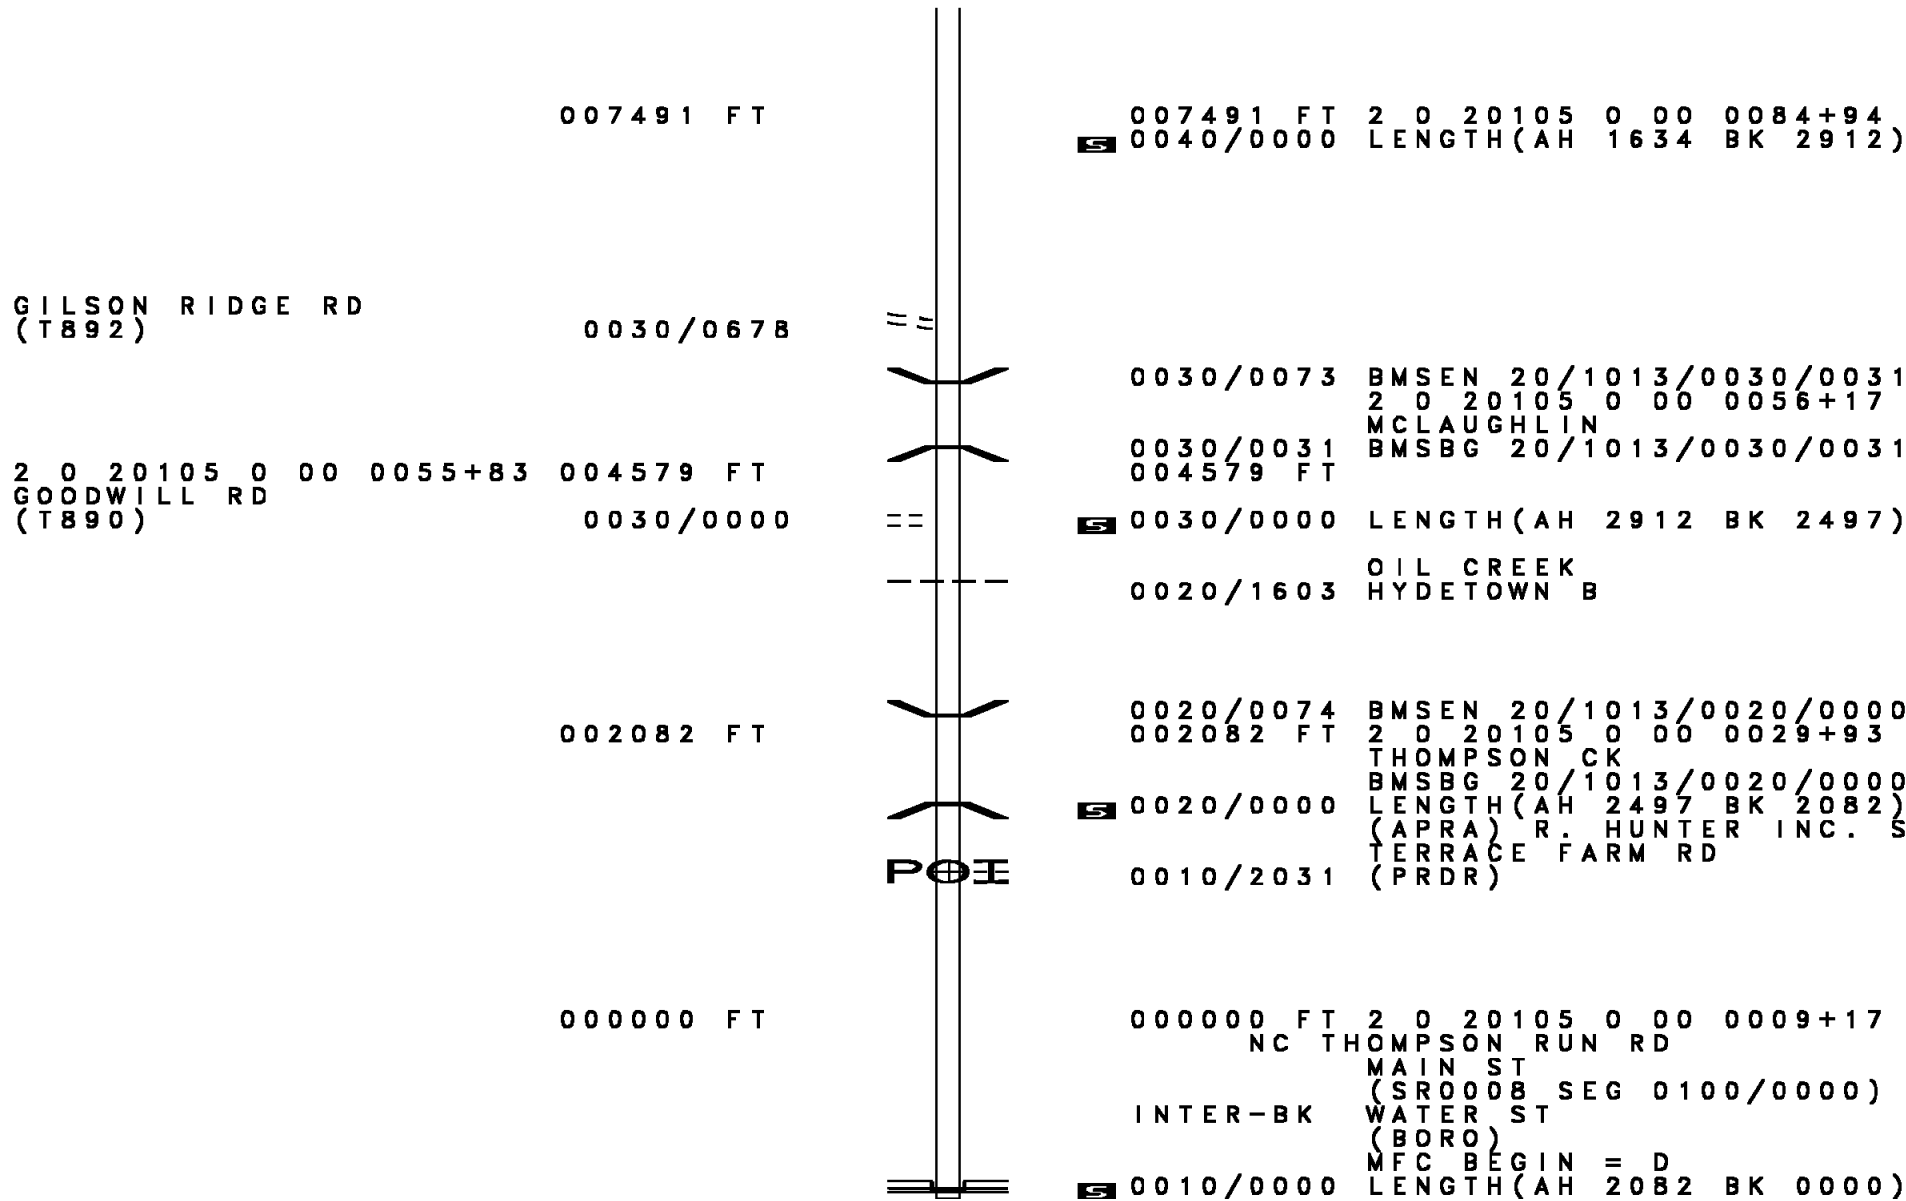 007491 FT 007491 FT 2 0 20105 0 00 0084+94
S 0040/0000 LENGTH(AH 1634 BK 2912)
GILSON RIDGE RD
(T892) 0030/0678
0030/0073 BMSEN 20/1013/0030/0031
2 0 20105 0 00 0056+17
MCLAUGHLIN
0030/0031 BMSBG 20/1013/0030/0031
2 0 20105 0 00 0055+83 004579 FT 004579 FT
GOODWILL RD
(T890) 0030/0000 S 0030/0000 LENGTH(AH 2912 BK 2497)
OIL CREEK
0020/1603 HYDETOWN B
0020/0074 BMSEN 20/1013/0020/0000
002082 FT 002082 FT 2 0 20105 0 00 0029+93
THOMPSON CK
BMSBG 20/1013/0020/0000
S 0020/0000 LENGTH(AH 2497 BK 2082)
(APRA) R. HUNTER INC. S
TERRACE FARM RD
POI 0010/2031 (PRDR)
000000 FT 000000 FT 2 0 20105 0 00 0009+17
NC THOMPSON RUN RD
MAIN ST
(SR0008 SEG 0100/0000)
INTER-BK WATER ST
(BORO)
MFC BEGIN = D
S 0010/0000 LENGTH(AH 2082 BK 0000)